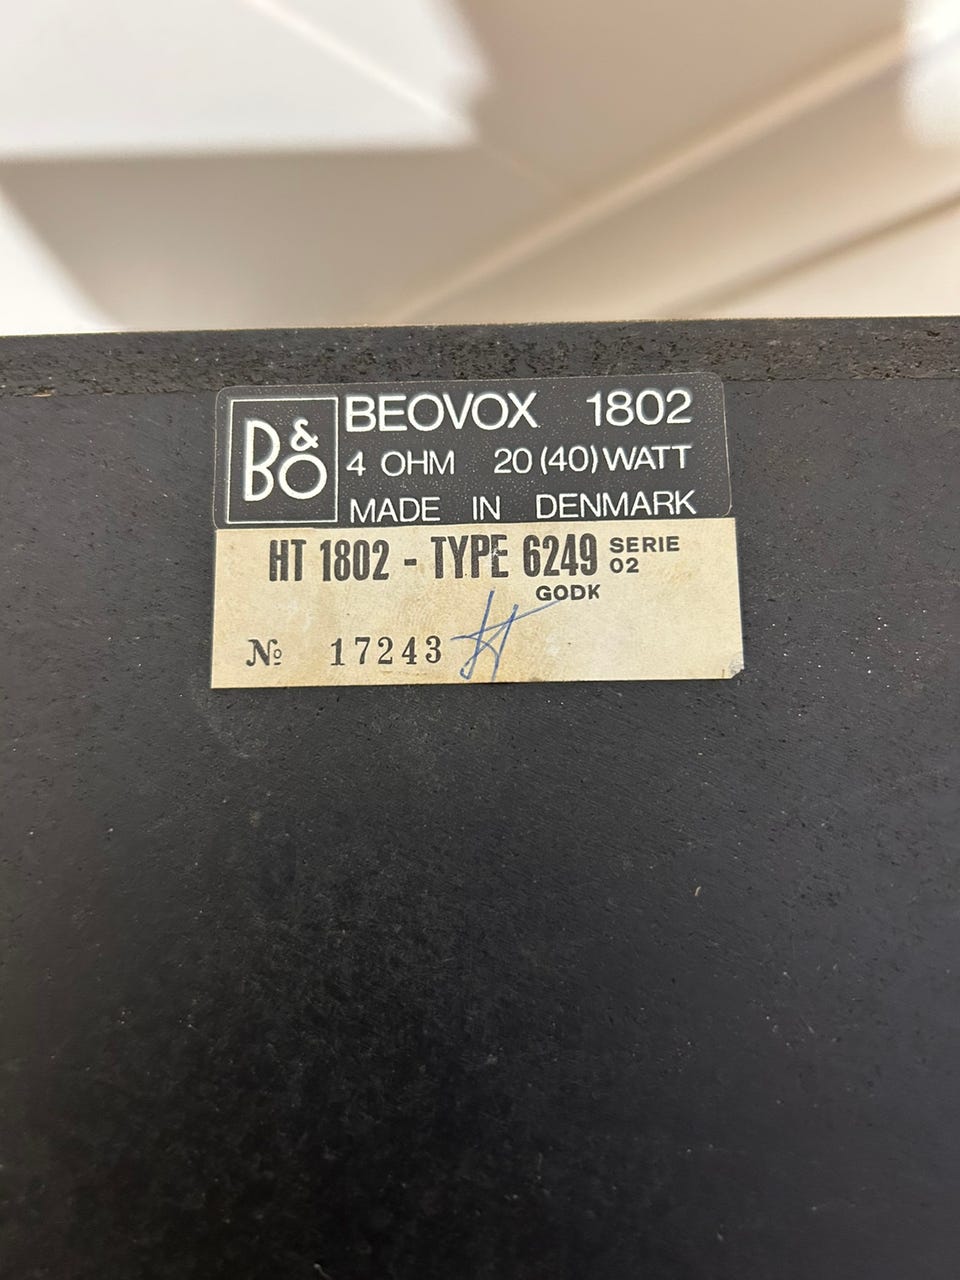 B&O
BEOVOX 1802
4 OHM 20 (40) WATT
MADE IN DENMARK
HT 1802 - TYPE 6249 SERIE 02
GODK
№ 17243